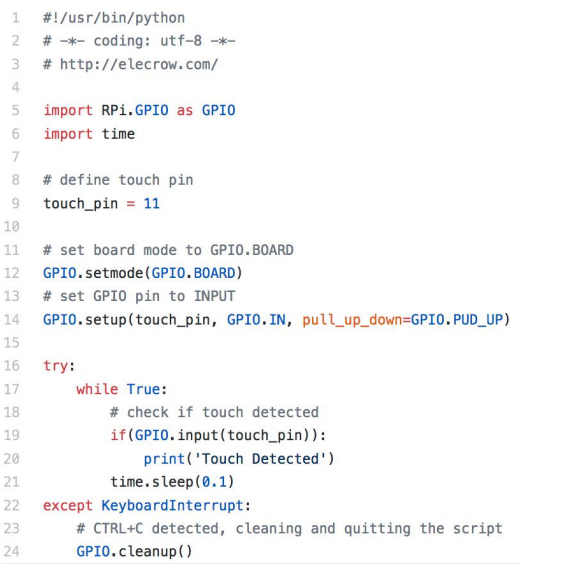 1 #!/usr/bin/python
2 # -*- coding: utf-8 -*-
3 # http://elecrow.com/
4
5 import RPi.GPIO as GPIO
6 import time
7
8 # define touch pin
9 touch_pin = 11
10
11 # set board mode to GPIO.BOARD
12 GPIO.setmode(GPIO.BOARD)
13 # set GPIO pin to INPUT
14 GPIO.setup(touch_pin, GPIO.IN, pull_up_down=GPIO.PUD_UP)
15
16 try:
17     while True:
18         # check if touch detected
19         if(GPIO.input(touch_pin)):
20             print('Touch Detected')
21         time.sleep(0.1)
22 except KeyboardInterrupt:
23     # CTRL+C detected, cleaning and quitting the script
24     GPIO.cleanup()